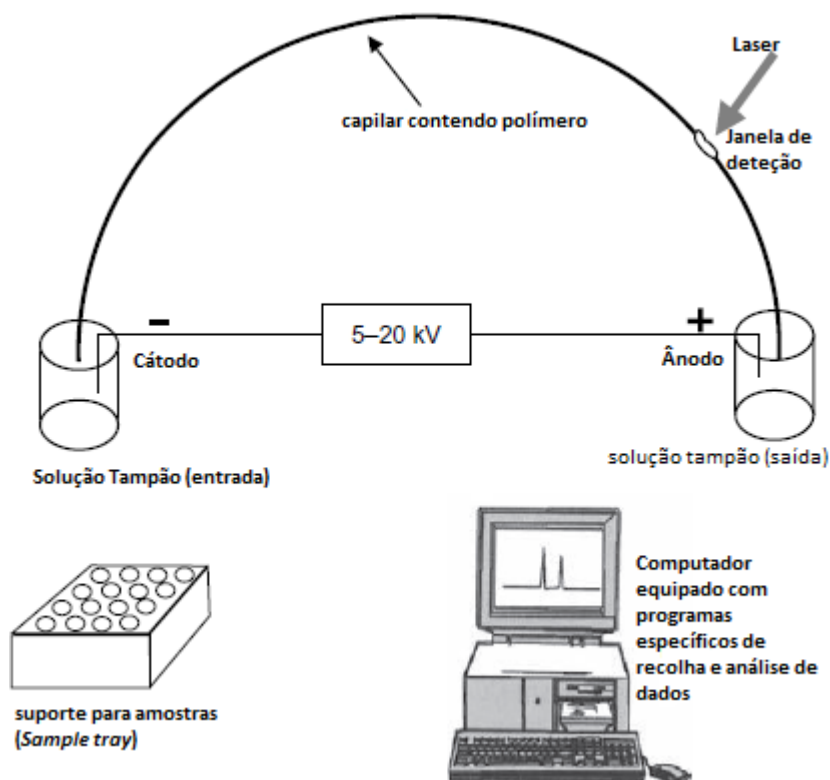 Laser
capilar contendo polímero
Janela de
deteção
−
+
5–20 kV
Cátodo
Ânodo
Solução Tampão (entrada)
solução tampão (saída)
Computador
equipado com
programas
específicos de
recolha e análise de
dados
suporte para amostras
(Sample tray)